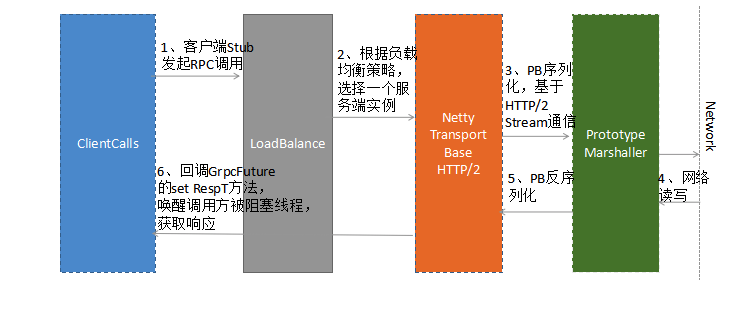 1、客户端Stub
发起RPC调用
2、根据负载
均衡策略，
选择一个服
务端实例
3、PB序列
化，基于
HTTP/2
Stream通信
ClientCalls
LoadBalance
Netty
Transport
Base
HTTP/2
Prototype
Marshaller
Network
6、回调GrpcFuture
的set RespT方法，
唤醒调用方被阻塞线程，
获取响应
5、PB反序
列化
4、网络
读写